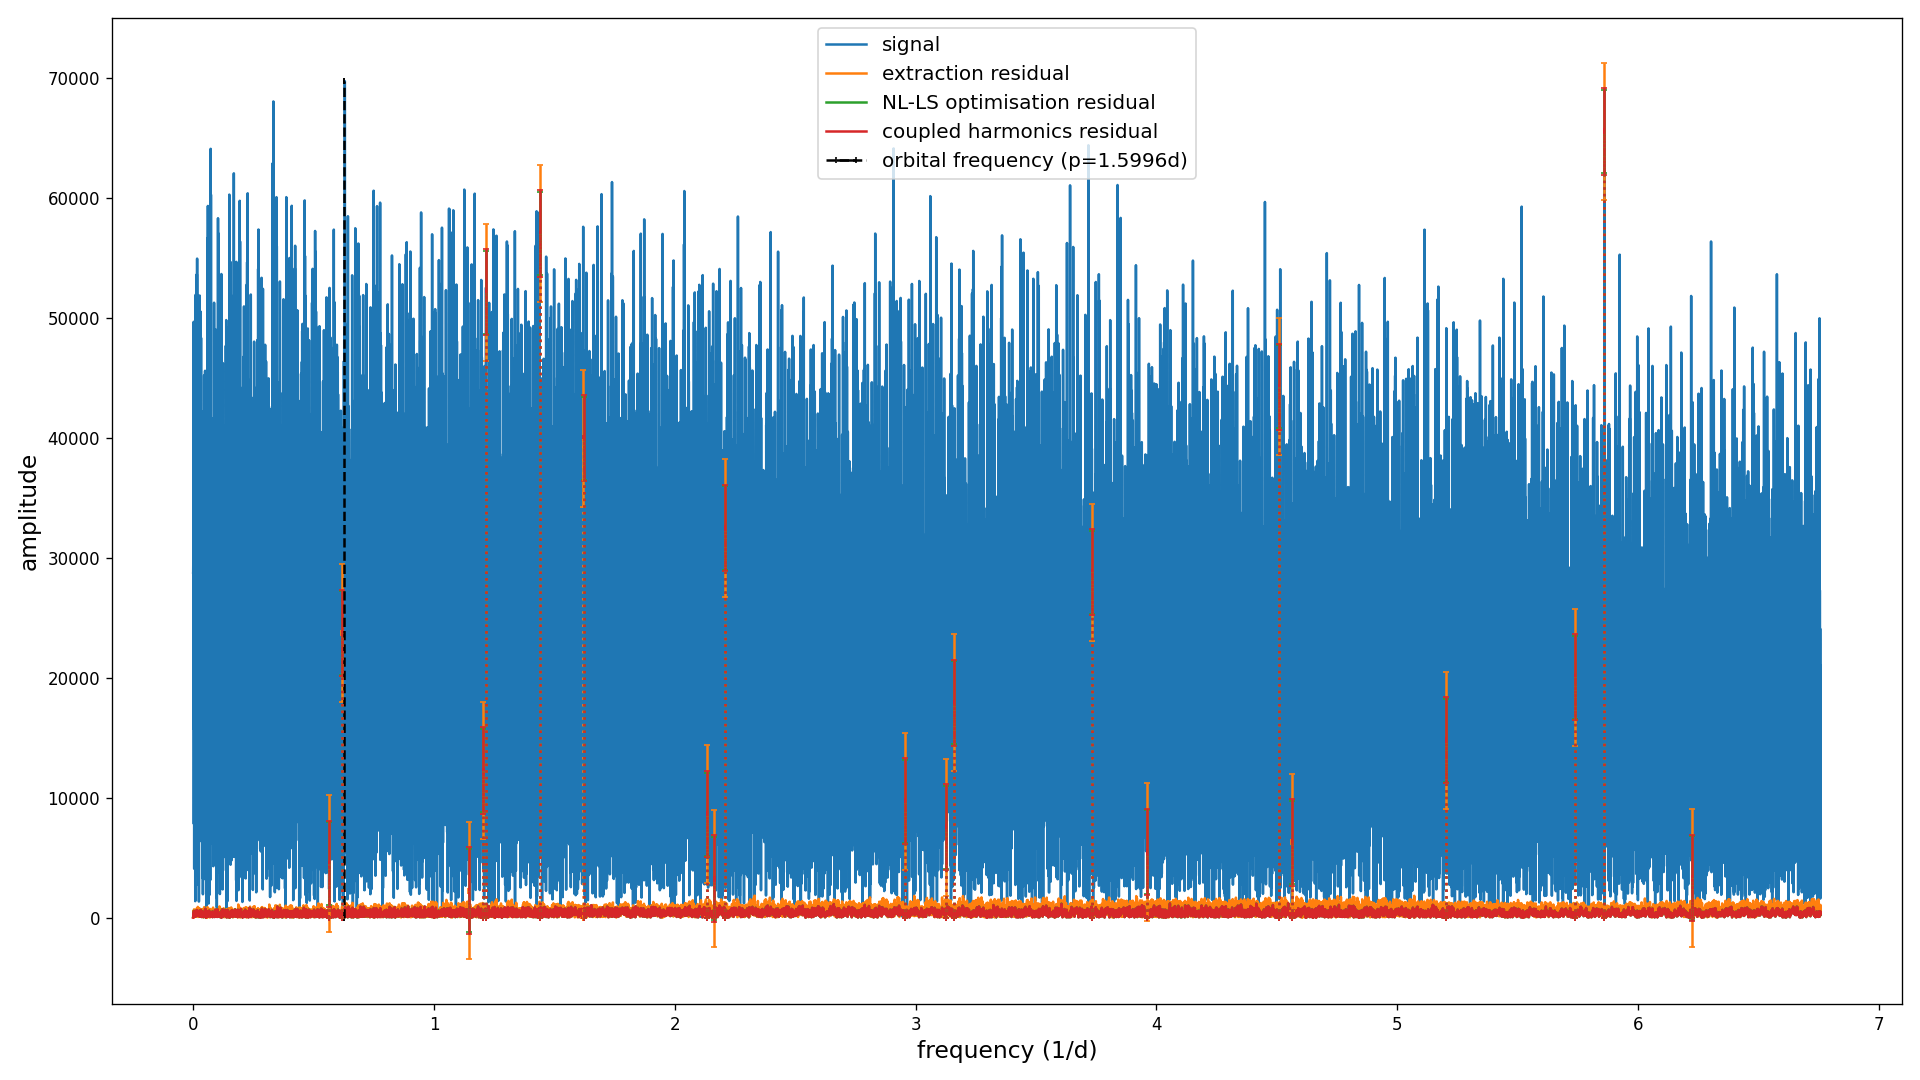 signal
extraction residual
NL-LS optimisation residual
coupled harmonics residual
orbital frequency (p=1.5996d)
70000
60000
50000
40000
30000
20000
10000
0
amplitude
0 1 2 3 4 5 6 7
frequency (1/d)